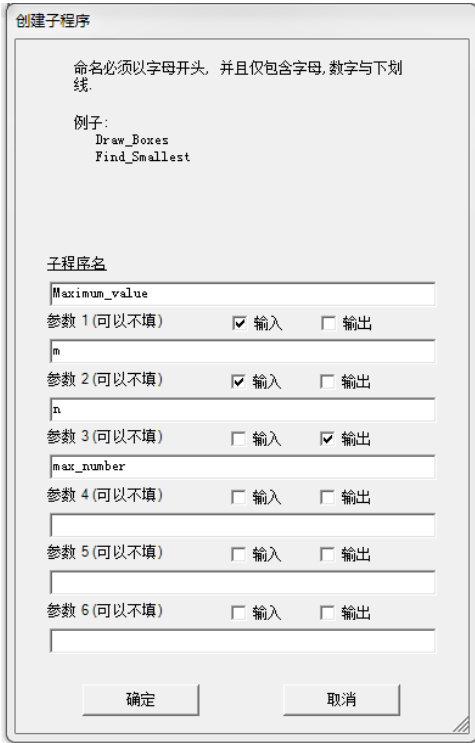 创建子程序
命名必须以字母开头, 并且仅包含字母,数字与下划
线.
例子:
Draw_Boxes
Find_Smallest
子程序名
Maximum_value
参数 1 (可以不填) 输入 输出
m
参数 2 (可以不填) 输入 输出
n
参数 3 (可以不填) 输入 输出
max_number
参数 4 (可以不填) 输入 输出
参数 5 (可以不填) 输入 输出
参数 6 (可以不填) 输入 输出
确定 取消